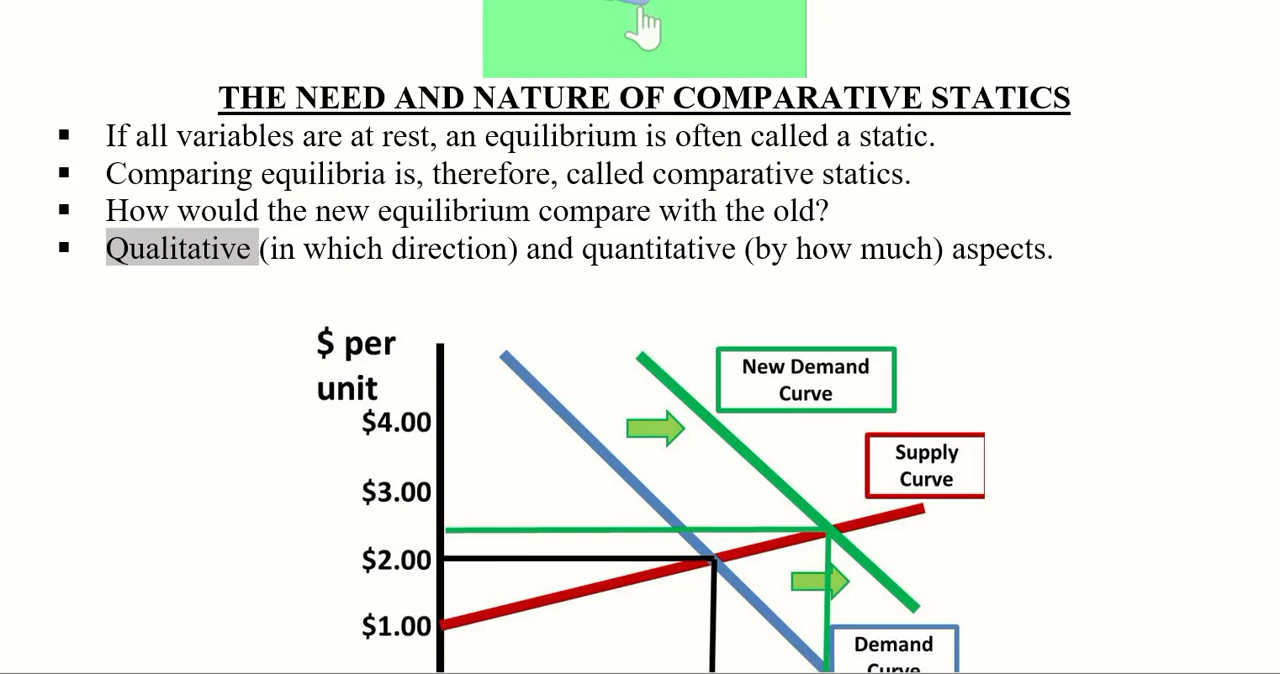 THE NEED AND NATURE OF COMPARATIVE STATICS
▪ If all variables are at rest, an equilibrium is often called a static.
▪ Comparing equilibria is, therefore, called comparative statics.
▪ How would the new equilibrium compare with the old?
▪ Qualitative (in which direction) and quantitative (by how much) aspects.
$ per
unit
New Demand
Curve
$4.00
Supply
Curve
$3.00
$2.00
$1.00
Demand
Curve